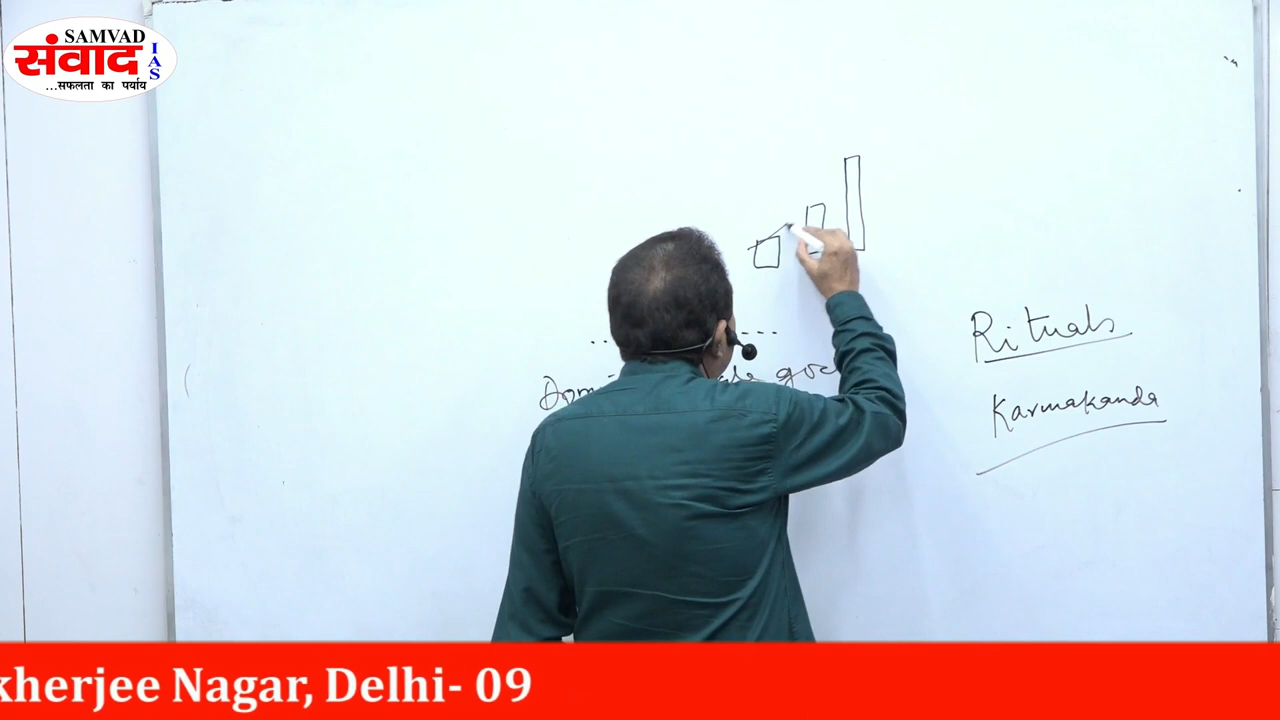 SAMVAD
संवाद
IAS
...सफलता का पर्याय
Rituals
Karmakanda
kherjee Nagar, Delhi- 09